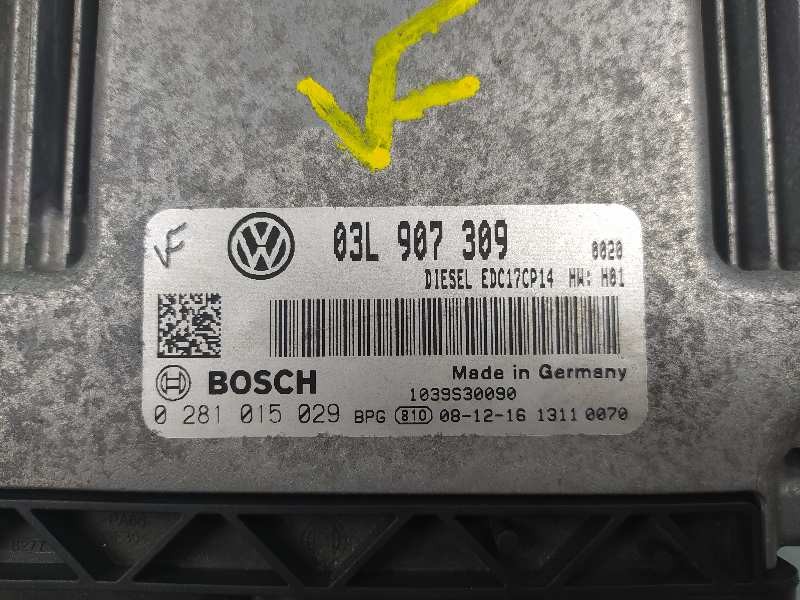 VF
VF
VW
03L 907 309
0020
DIESEL EDC17CP14 HW: H01
Made in Germany
BOSCH
1039S30090
0 281 015 029 BPG 810 08-12-16 1311 0070